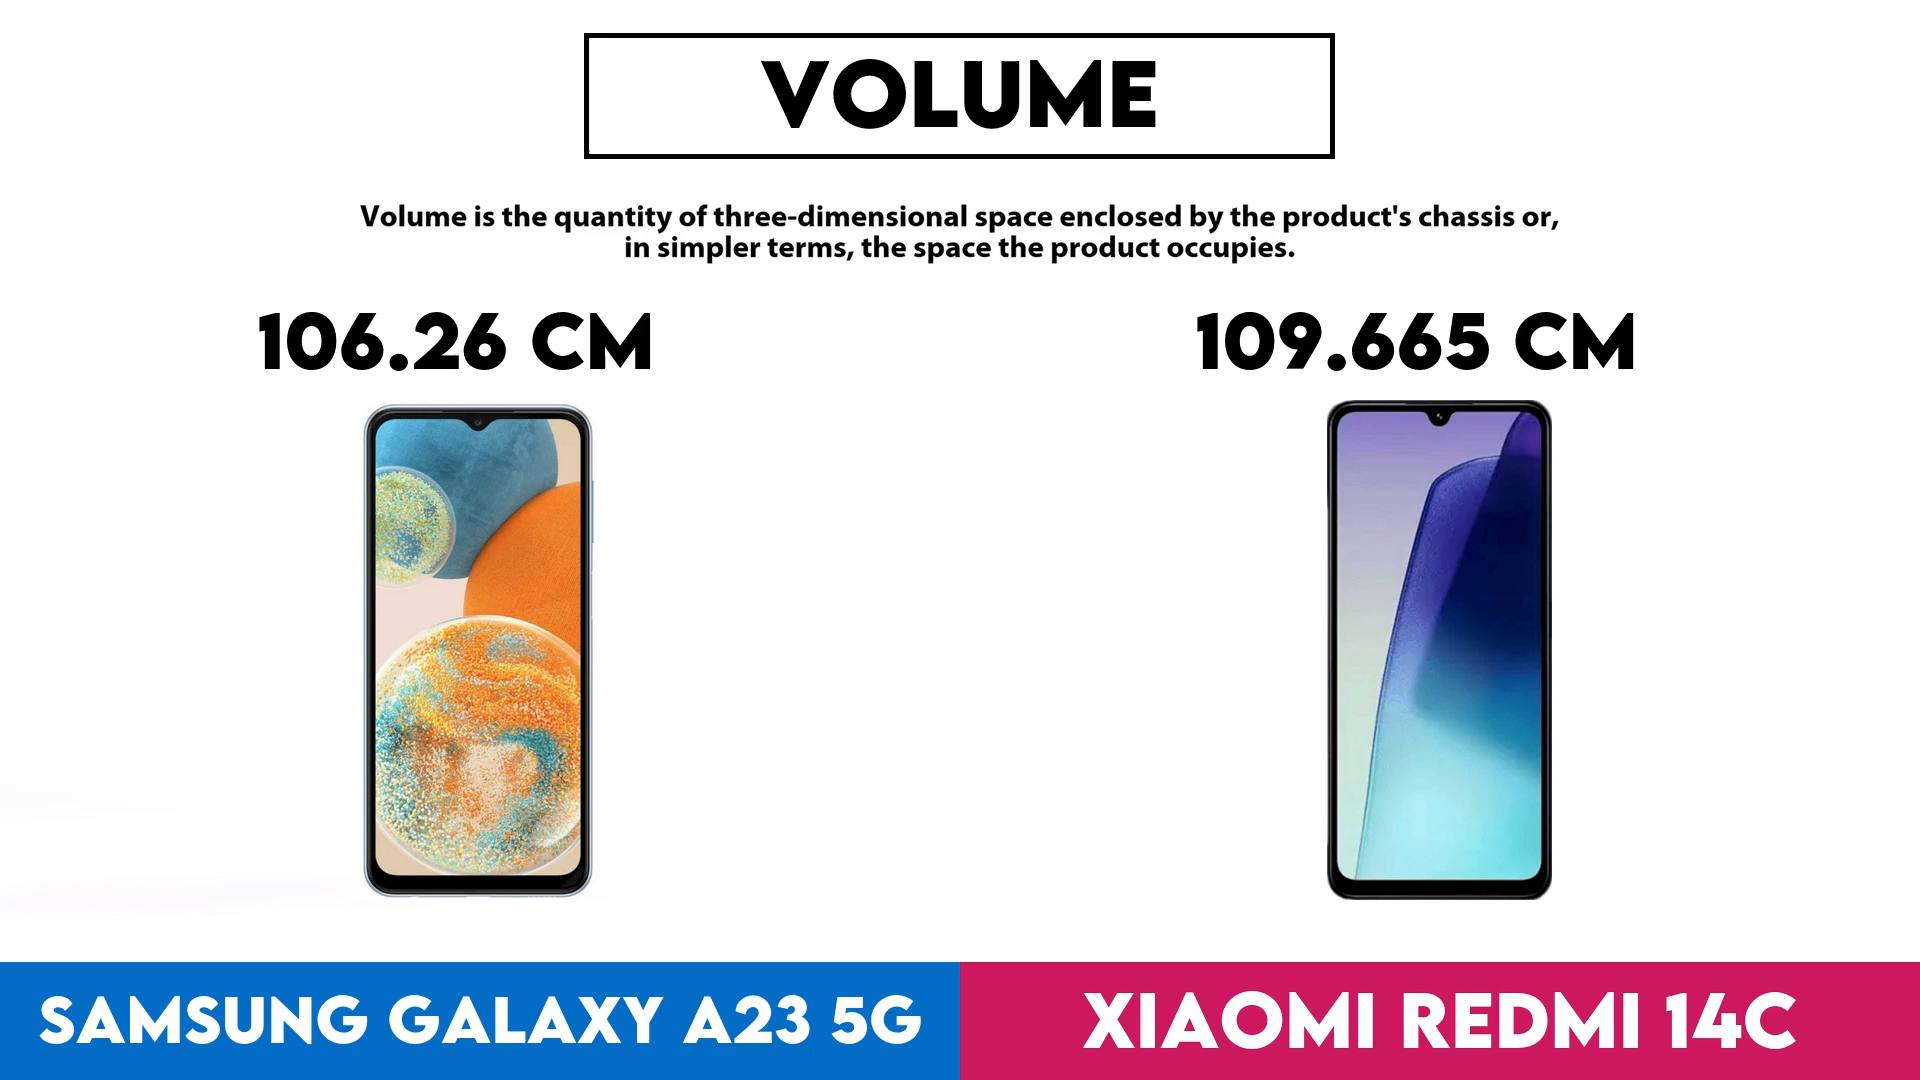 VOLUME
Volume is the quantity of three-dimensional space enclosed by the product's chassis or,
in simpler terms, the space the product occupies.
106.26 CM
109.665 CM
SAMSUNG GALAXY A23 5G
XIAOMI REDMI 14C